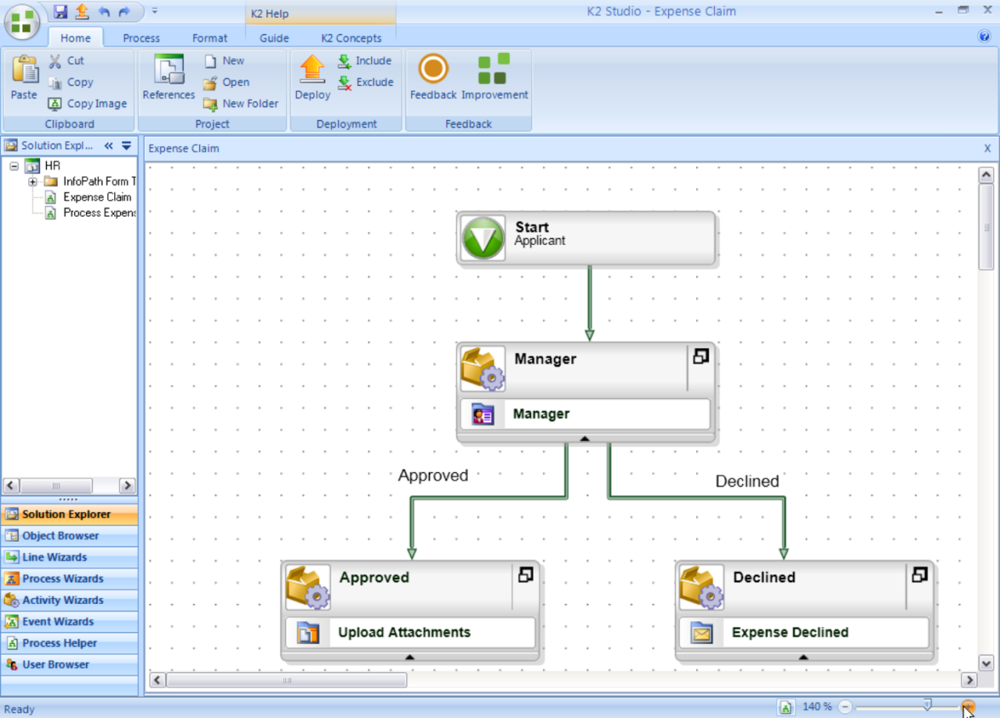 K2 Help
K2 Studio - Expense Claim
Home
Process
Format
Guide
K2 Concepts
Paste
Cut
Copy
Copy Image
Clipboard
References
New
Open
New Folder
Project
Deploy
Include
Exclude
Deployment
Feedback
Improvement
Feedback
Solution Expl...
HR
InfoPath Form T
Expense Claim
Process Expens
Solution Explorer
Object Browser
Line Wizards
Process Wizards
Activity Wizards
Event Wizards
Process Helper
User Browser
Expense Claim
X
Start
Applicant
Manager
Manager
Approved
Declined
Approved
Upload Attachments
Declined
Expense Declined
Ready
140 %